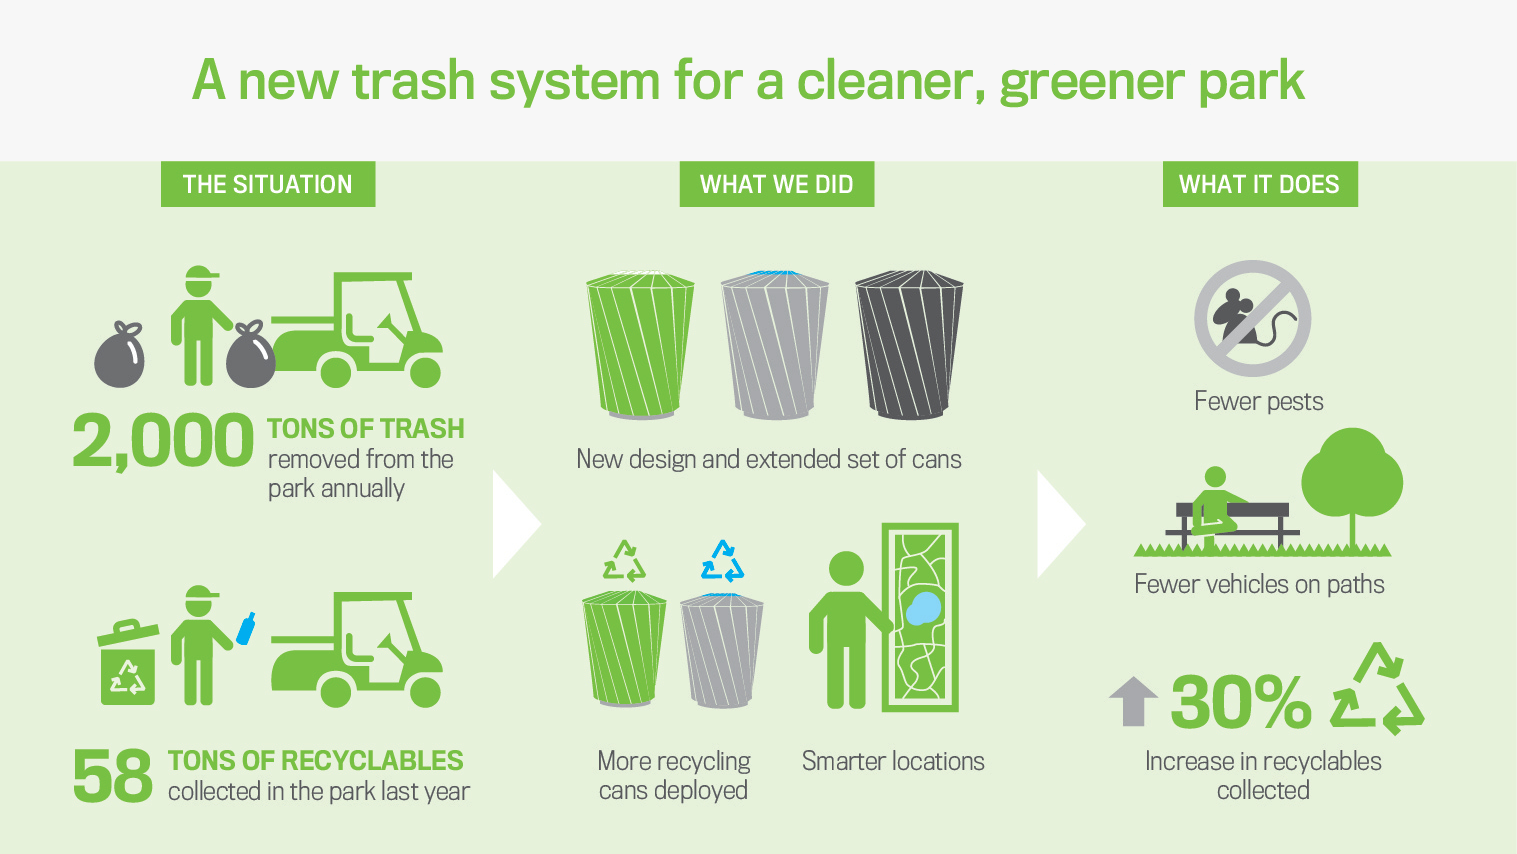 A new trash system for a cleaner, greener park
THE SITUATION
2,000 TONS OF TRASH
removed from the
park annually
58 TONS OF RECYCLABLES
collected in the park last year
WHAT WE DID
New design and extended set of cans
More recycling
cans deployed
Smarter locations
WHAT IT DOES
Fewer pests
Fewer vehicles on paths
30%
Increase in recyclables
collected